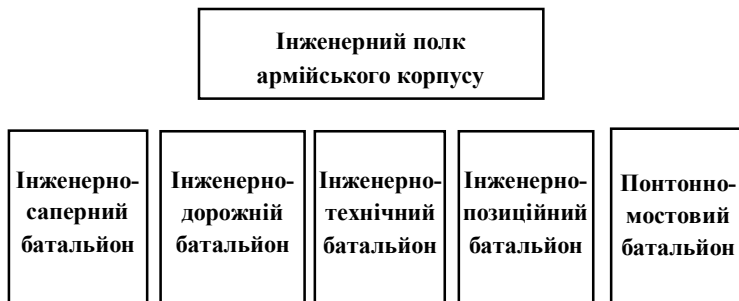 Інженерний полк
армійського корпусу
Інженерно-
саперний
батальйон
Інженерно-
дорожній
батальйон
Інженерно-
технічний
батальйон
Інженерно-
позиційний
батальйон
Понтонно-
мостовий
батальйон